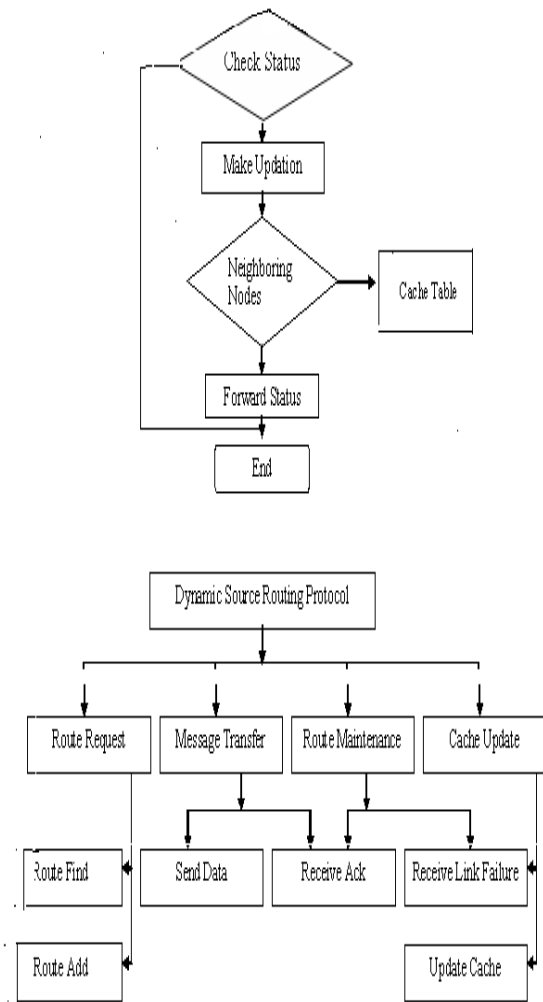 Check Status
Make Updation
Neighboring
Nodes
Cache Table
Forward Status
End
Dynamic Source Routing Protocol
Route Request
Message Transfer
Route Maintenance
Cache Update
Route Find
Send Data
Receive Ack
Receive Link Failure
Route Add
Update Cache